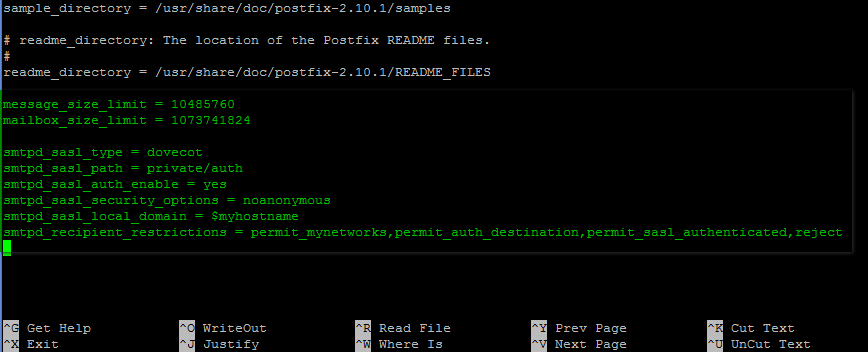 sample_directory = /usr/share/doc/postfix-2.10.1/samples
# readme_directory: The location of the Postfix README files.
#
readme_directory = /usr/share/doc/postfix-2.10.1/README_FILES
message_size_limit = 10485760
mailbox_size_limit = 1073741824
smtpd_sasl_type = dovecot
smtpd_sasl_path = private/auth
smtpd_sasl_auth_enable = yes
smtpd_sasl_security_options = noanonymous
smtpd_sasl_local_domain = $myhostname
smtpd_recipient_restrictions = permit_mynetworks,permit_auth_destination,permit_sasl_authenticated,reject
^G Get Help ^O WriteOut ^R Read File ^Y Prev Page ^K Cut Text
^X Exit ^J Justify ^W Where Is ^V Next Page ^U UnCut Text